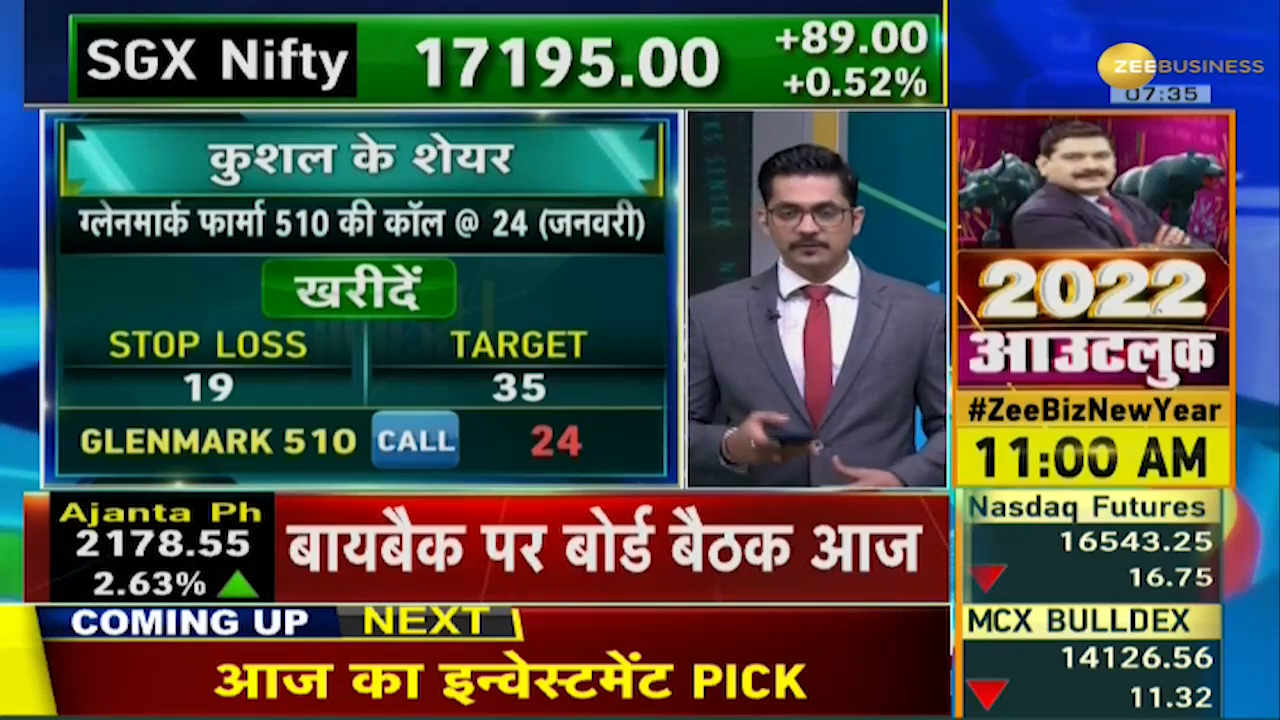 SGX Nifty 17195.00 +89.00
+0.52%
ZEEBUSINESS
07:35
कुशल के शेयर
ग्लेनमार्क फार्मा 510 की कॉल @ 24 (जनवरी)
खरीदें
STOP LOSS TARGET
19 35
GLENMARK 510 CALL 24
2022
आउटलुक
#ZeeBizNewYear
11:00 AM
Ajanta Ph
2178.55
2.63%
बायबैक पर बोर्ड बैठक आज
Nasdaq Futures
16543.25
16.75
MCX BULLDEX
14126.56
11.32
COMING UP NEXT
आज का इन्वेस्टमेंट PICK